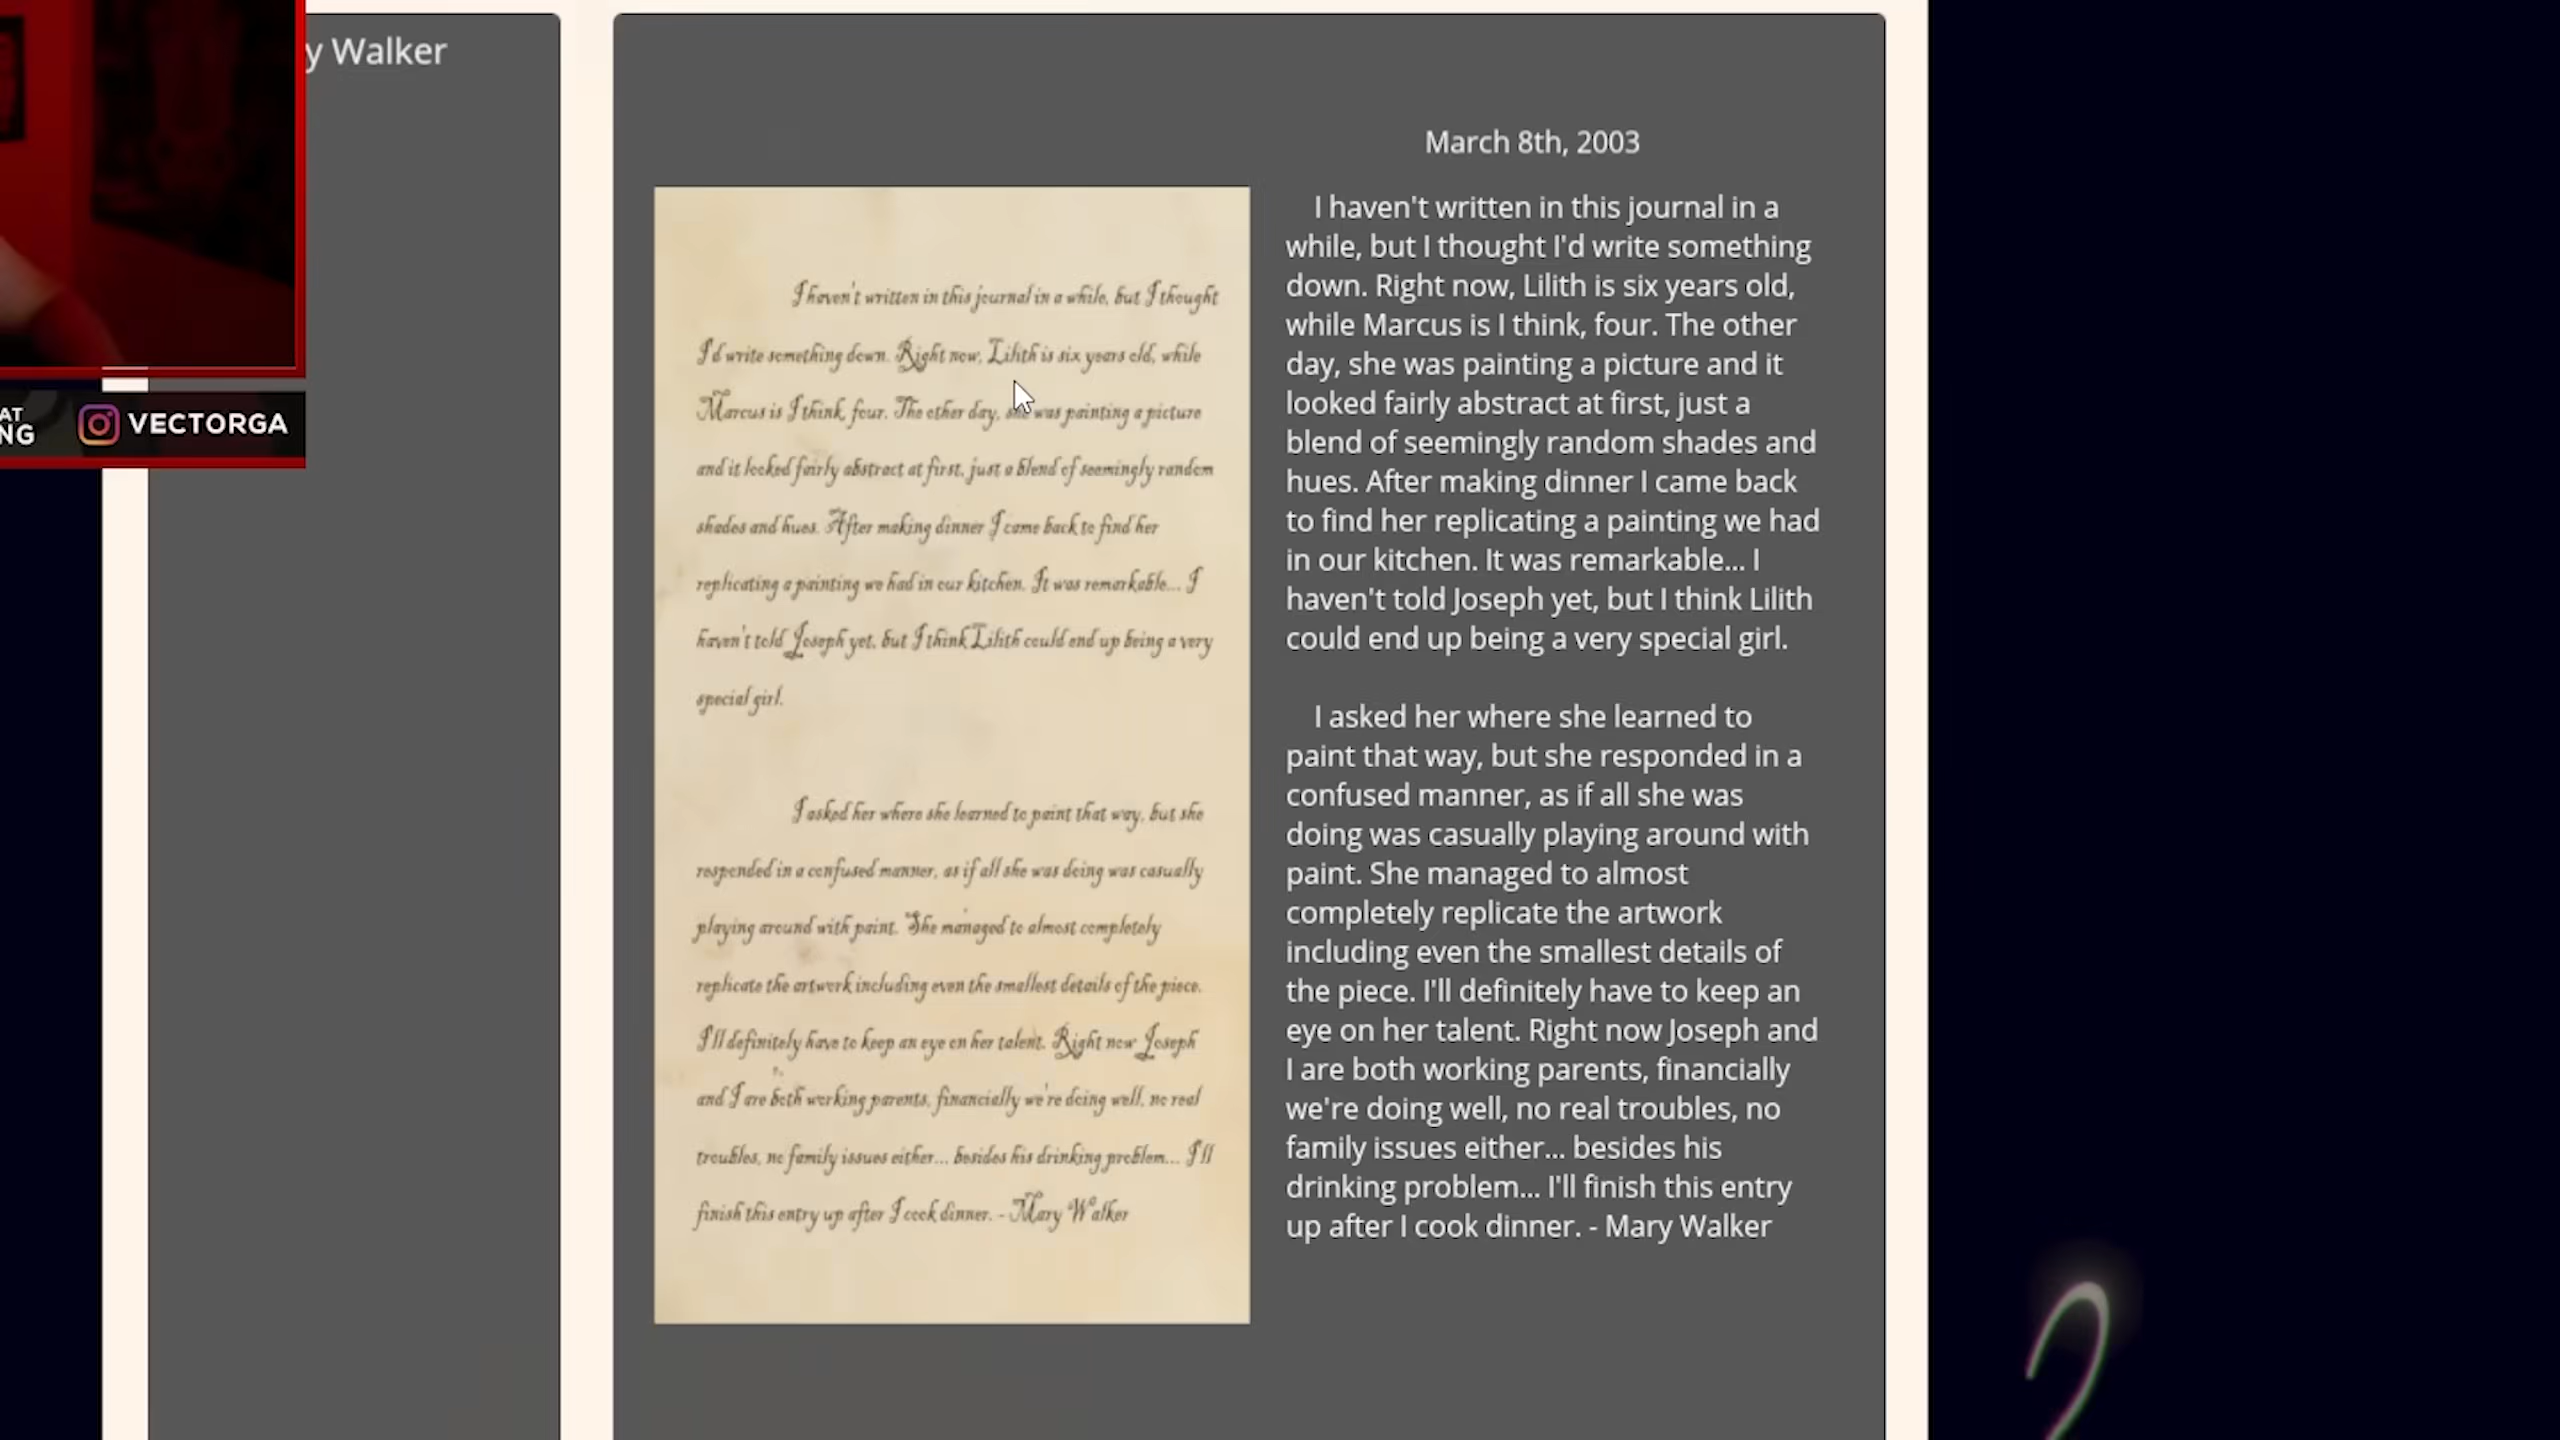 y Walker
AT
NG
VECTORGA
I haven't written in this journal in a while, but I thought
I'd write something down. Right now, Lilith is six years old, while
Marcus is I think, four. The other day, she was painting a picture
and it looked fairly abstract at first, just a blend of seemingly random
shades and hues. After making dinner I came back to find her
replicating a painting we had in our kitchen. It was remarkable... I
haven't told Joseph yet, but I think Lilith could end up being a very
special girl.
I asked her where she learned to paint that way, but she
responded in a confused manner, as if all she was doing was casually
playing around with paint. She managed to almost completely
replicate the artwork including even the smallest details of the piece.
I'll definitely have to keep an eye on her talent. Right now Joseph
and I are both working parents, financially we're doing well, no real
troubles, no family issues either... besides his drinking problem... I'll
finish this entry up after I cook dinner. - Mary Walker
March 8th, 2003
I haven't written in this journal in a
while, but I thought I'd write something
down. Right now, Lilith is six years old,
while Marcus is I think, four. The other
day, she was painting a picture and it
looked fairly abstract at first, just a
blend of seemingly random shades and
hues. After making dinner I came back
to find her replicating a painting we had
in our kitchen. It was remarkable... I
haven't told Joseph yet, but I think Lilith
could end up being a very special girl.
I asked her where she learned to
paint that way, but she responded in a
confused manner, as if all she was
doing was casually playing around with
paint. She managed to almost
completely replicate the artwork
including even the smallest details of
the piece. I'll definitely have to keep an
eye on her talent. Right now Joseph and
I are both working parents, financially
we're doing well, no real troubles, no
family issues either... besides his
drinking problem... I'll finish this entry
up after I cook dinner. - Mary Walker